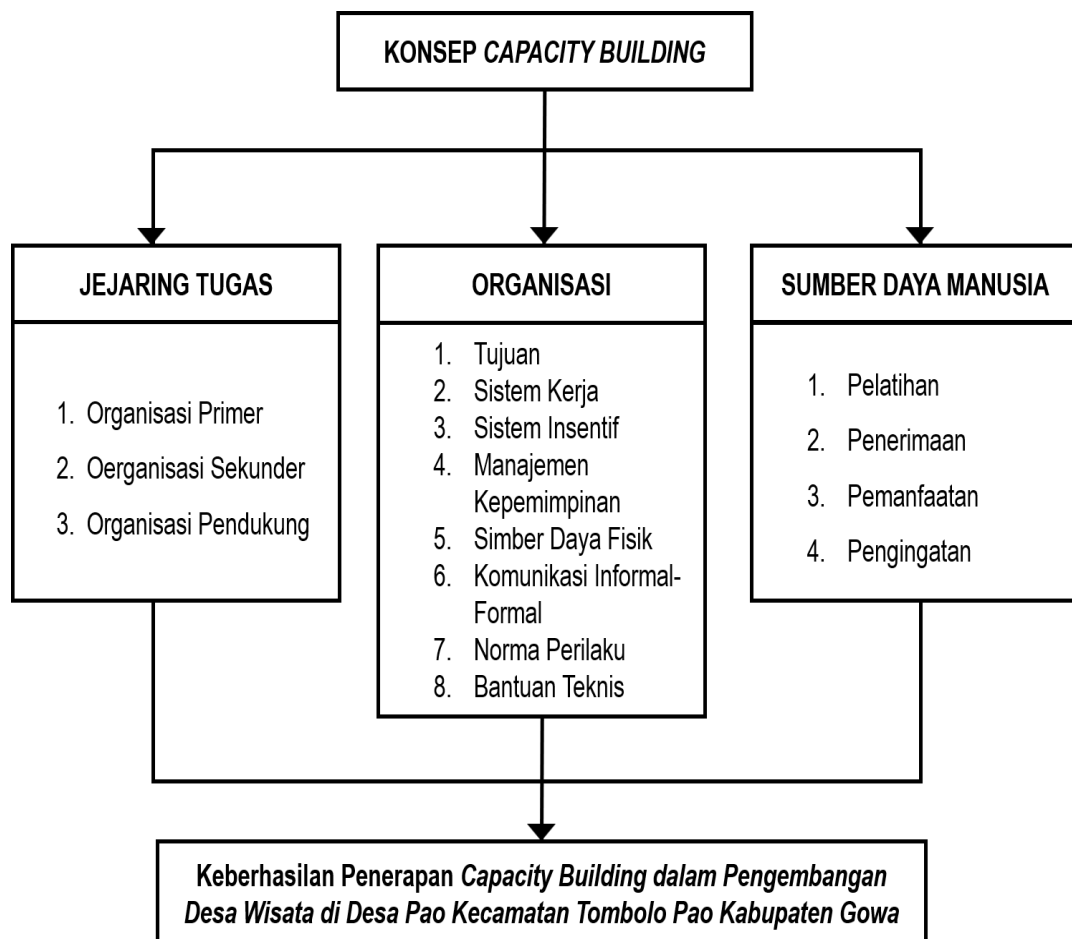 KONSEP CAPACITY BUILDING
JEJARING TUGAS
1. Organisasi Primer
2. Oerganisasi Sekunder
3. Organisasi Pendukung
ORGANISASI
1. Tujuan
2. Sistem Kerja
3. Sistem Insentif
4. Manajemen
Kepemimpinan
5. Simber Daya Fisik
6. Komunikasi Informal-
Formal
7. Norma Perilaku
8. Bantuan Teknis
SUMBER DAYA MANUSIA
1. Pelatihan
2. Penerimaan
3. Pemanfaatan
4. Pengingatan
Keberhasilan Penerapan Capacity Building dalam Pengembangan
Desa Wisata di Desa Pao Kecamatan Tombolo Pao Kabupaten Gowa